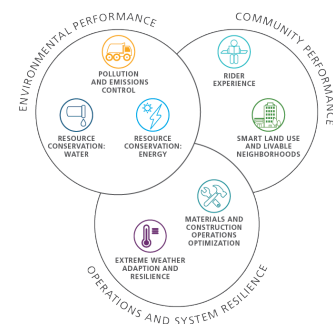 ENVIRONMENTAL PERFORMANCE
COMMUNITY PERFORMANCE
POLLUTION
AND EMISSIONS
CONTROL
RIDER
EXPERIENCE
RESOURCE
CONSERVATION:
WATER
RESOURCE
CONSERVATION:
ENERGY
SMART LAND USE
AND LIVABLE
NEIGHBORHOODS
MATERIALS AND
CONSTRUCTION
OPERATIONS
OPTIMIZATION
EXTREME WEATHER
ADAPTION AND
RESILIENCE
OPERATIONS AND SYSTEM RESILIENCE